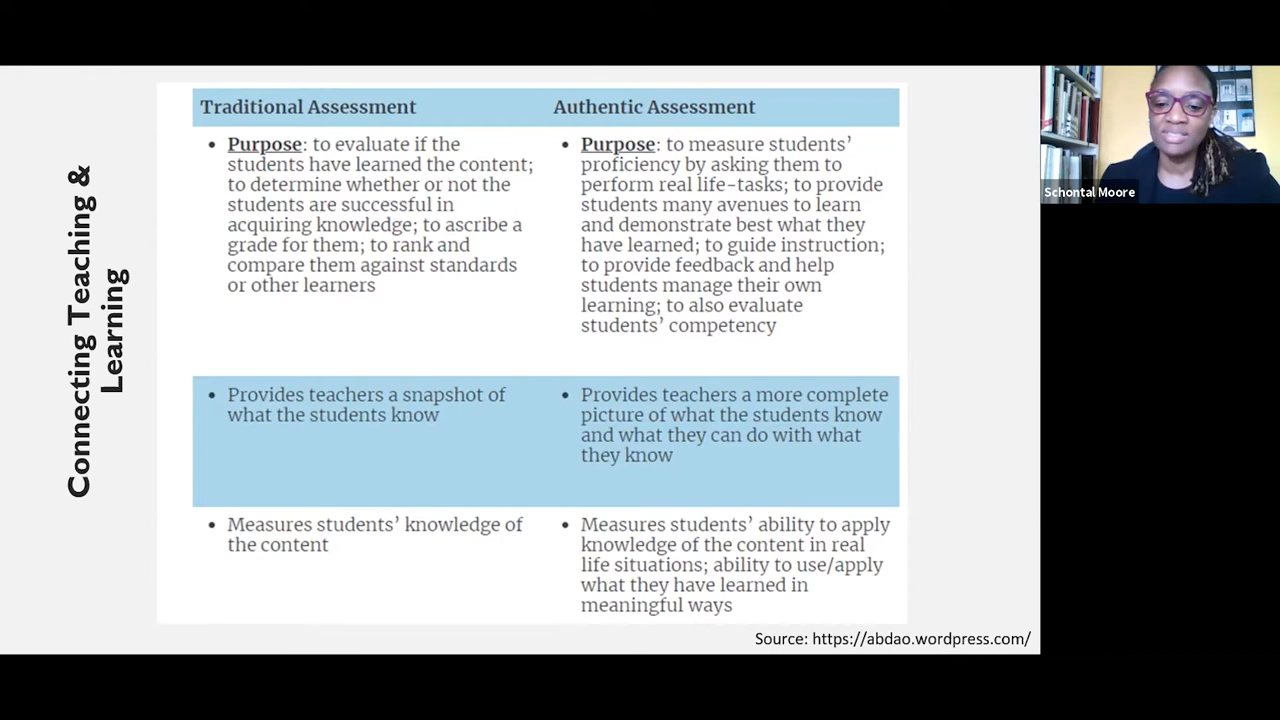 Connecting Teaching &
Learning
Traditional Assessment
Authentic Assessment
• Purpose: to evaluate if the
students have learned the content;
to determine whether or not the
students are successful in
acquiring knowledge; to ascribe a
grade for them; to rank and
compare them against standards
or other learners
• Purpose: to measure students’
proficiency by asking them to
perform real life-tasks; to provide
students many avenues to learn
and demonstrate best what they
have learned; to guide instruction;
to provide feedback and help
students manage their own
learning; to also evaluate
students’ competency
• Provides teachers a snapshot of
what the students know
• Provides teachers a more complete
picture of what the students know
and what they can do with what
they know
• Measures students’ knowledge of
the content
• Measures students’ ability to apply
knowledge of the content in real
life situations; ability to use/apply
what they have learned in
meaningful ways
Source: https://abdao.wordpress.com/
Schontal Moore